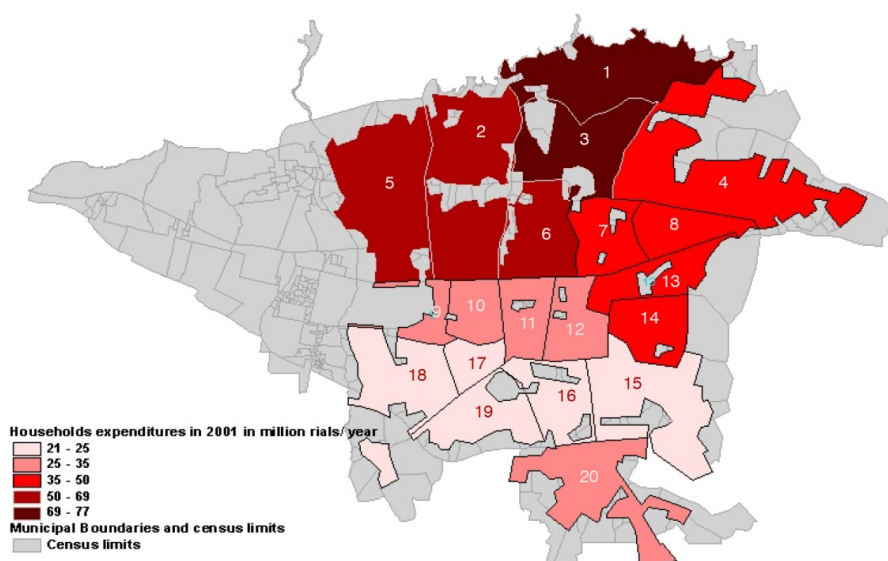 1
2
3
4
5
6
7
8
9
10
11
12
13
14
15
16
17
18
19
20
Households expenditures in 2001 in million rials/ year
21 - 25
25 - 35
35 - 50
50 - 69
69 - 77
Municipal Boundaries and census limits
Census limits